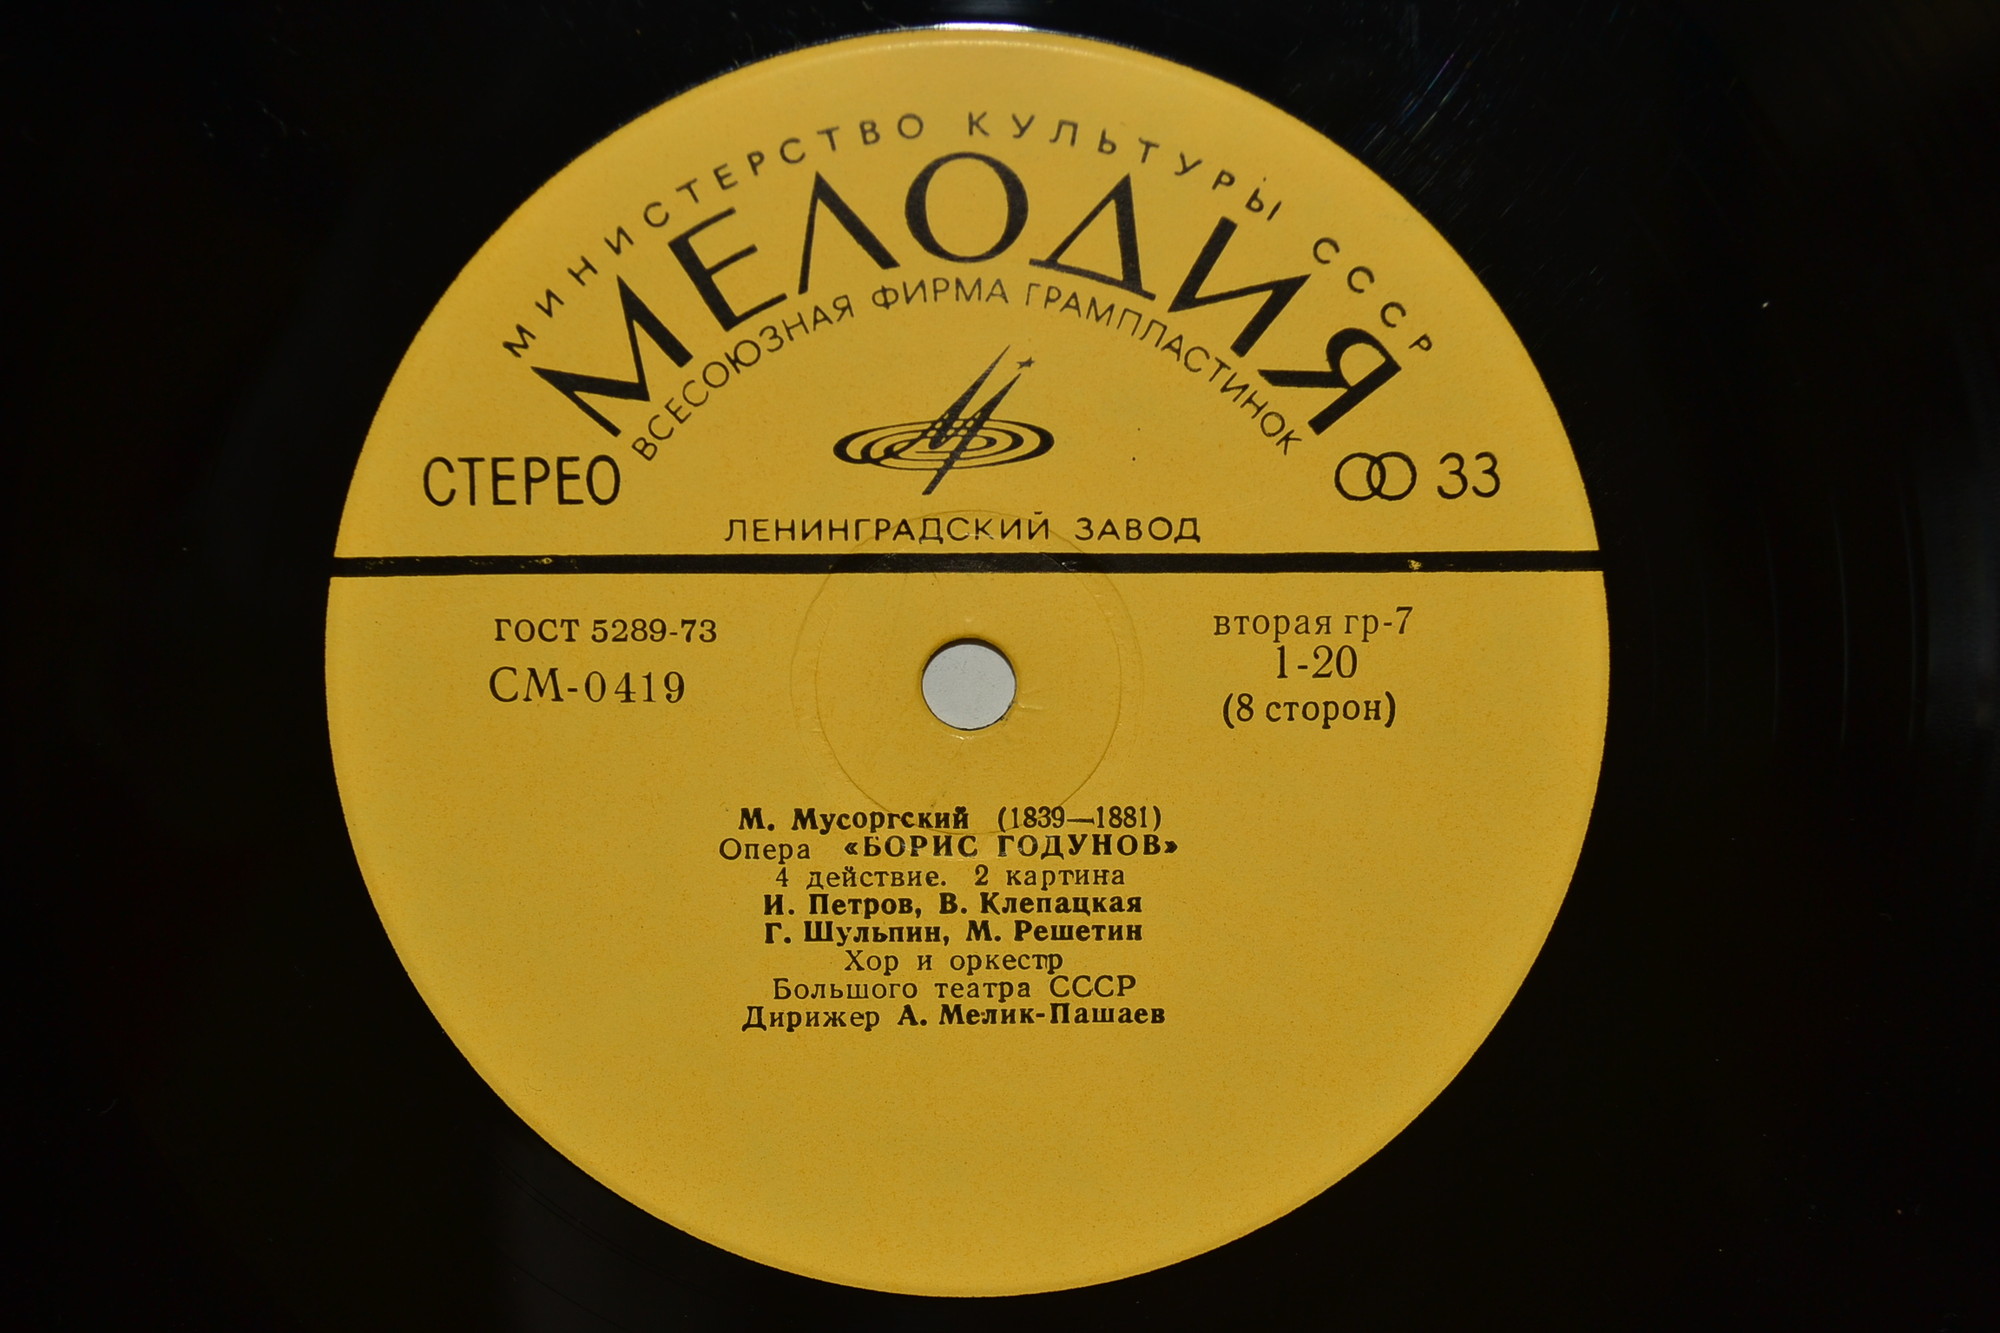 МИНИСТЕРСТВО КУЛЬТУРЫ СССР
МЕЛОДИЯ
ВСЕСОЮЗНАЯ ФИРМА ГРАМПЛАСТИНОК
СТЕРЕО
33
ЛЕНИНГРАДСКИЙ ЗАВОД
ГОСТ 5289-73
СМ-0419
вторая гр-7
1-20
(8 сторон)
М. Мусоргский (1839—1881)
Опера «БОРИС ГОДУНОВ»
4 действие. 2 картина
И. Петров, В. Клепацкая
Г. Шульпин, М. Решетин
Хор и оркестр
Большого театра СССР
Дирижер А. Мелик-Пашаев